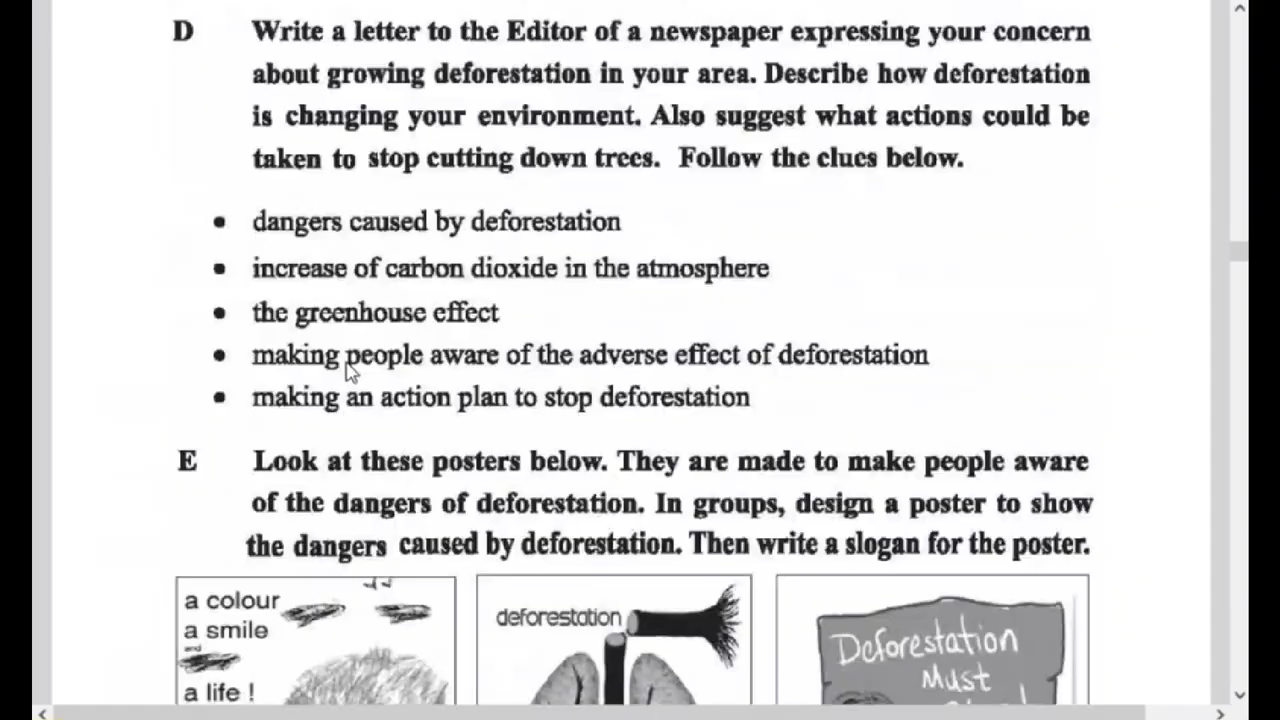 D Write a letter to the Editor of a newspaper expressing your concern
about growing deforestation in your area. Describe how deforestation
is changing your environment. Also suggest what actions could be
taken to stop cutting down trees. Follow the clues below.
• dangers caused by deforestation
• increase of carbon dioxide in the atmosphere
• the greenhouse effect
• making people aware of the adverse effect of deforestation
• making an action plan to stop deforestation
E Look at these posters below. They are made to make people aware
of the dangers of deforestation. In groups, design a poster to show
the dangers caused by deforestation. Then write a slogan for the poster.
a colour
a smile
and
a life !
deforestation
Deforestation
Must